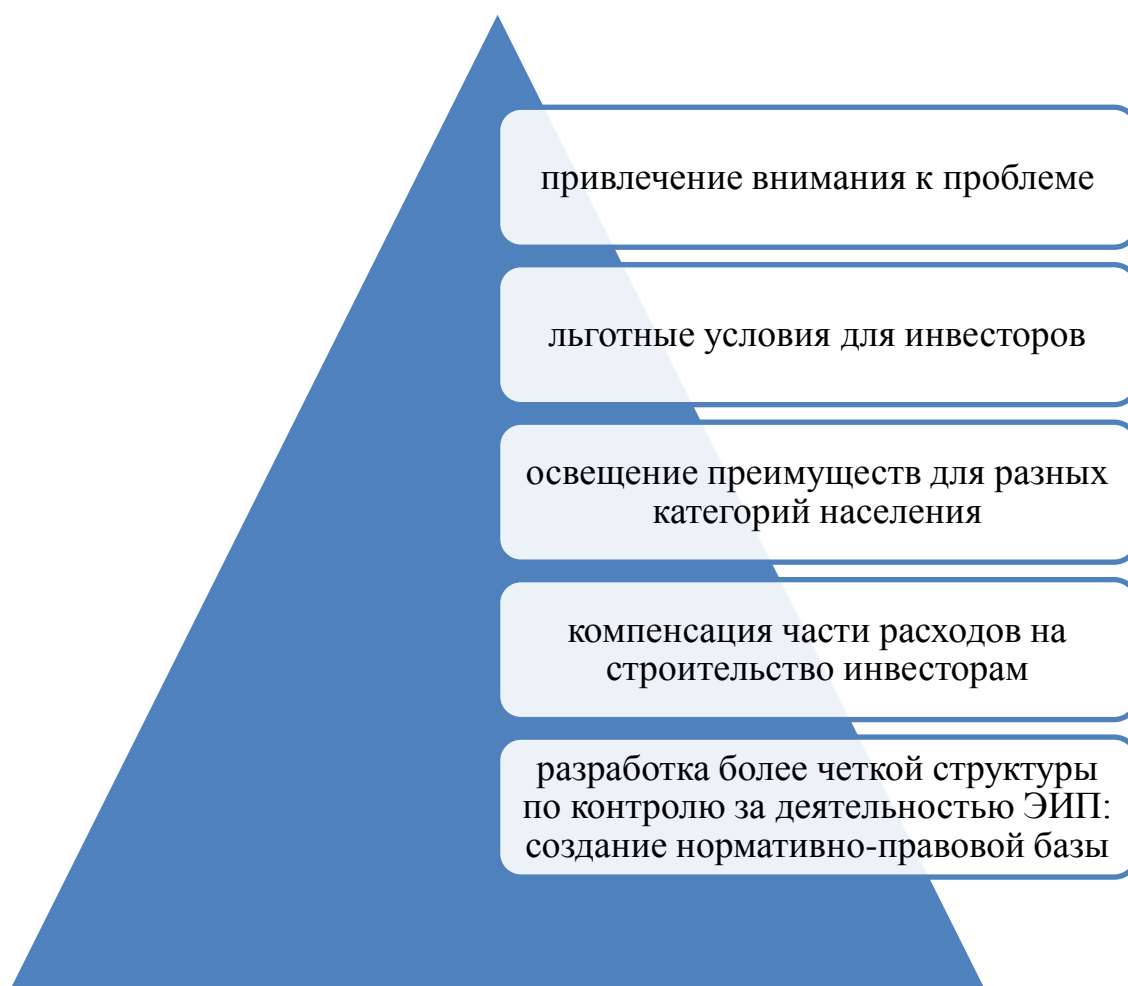 привлечение внимания к проблеме
льготные условия для инвесторов
освещение преимуществ для разных
категорий населения
компенсация части расходов на
строительство инвесторам
разработка более четкой структуры
по контролю за деятельностью ЭИП:
создание нормативно-правовой базы